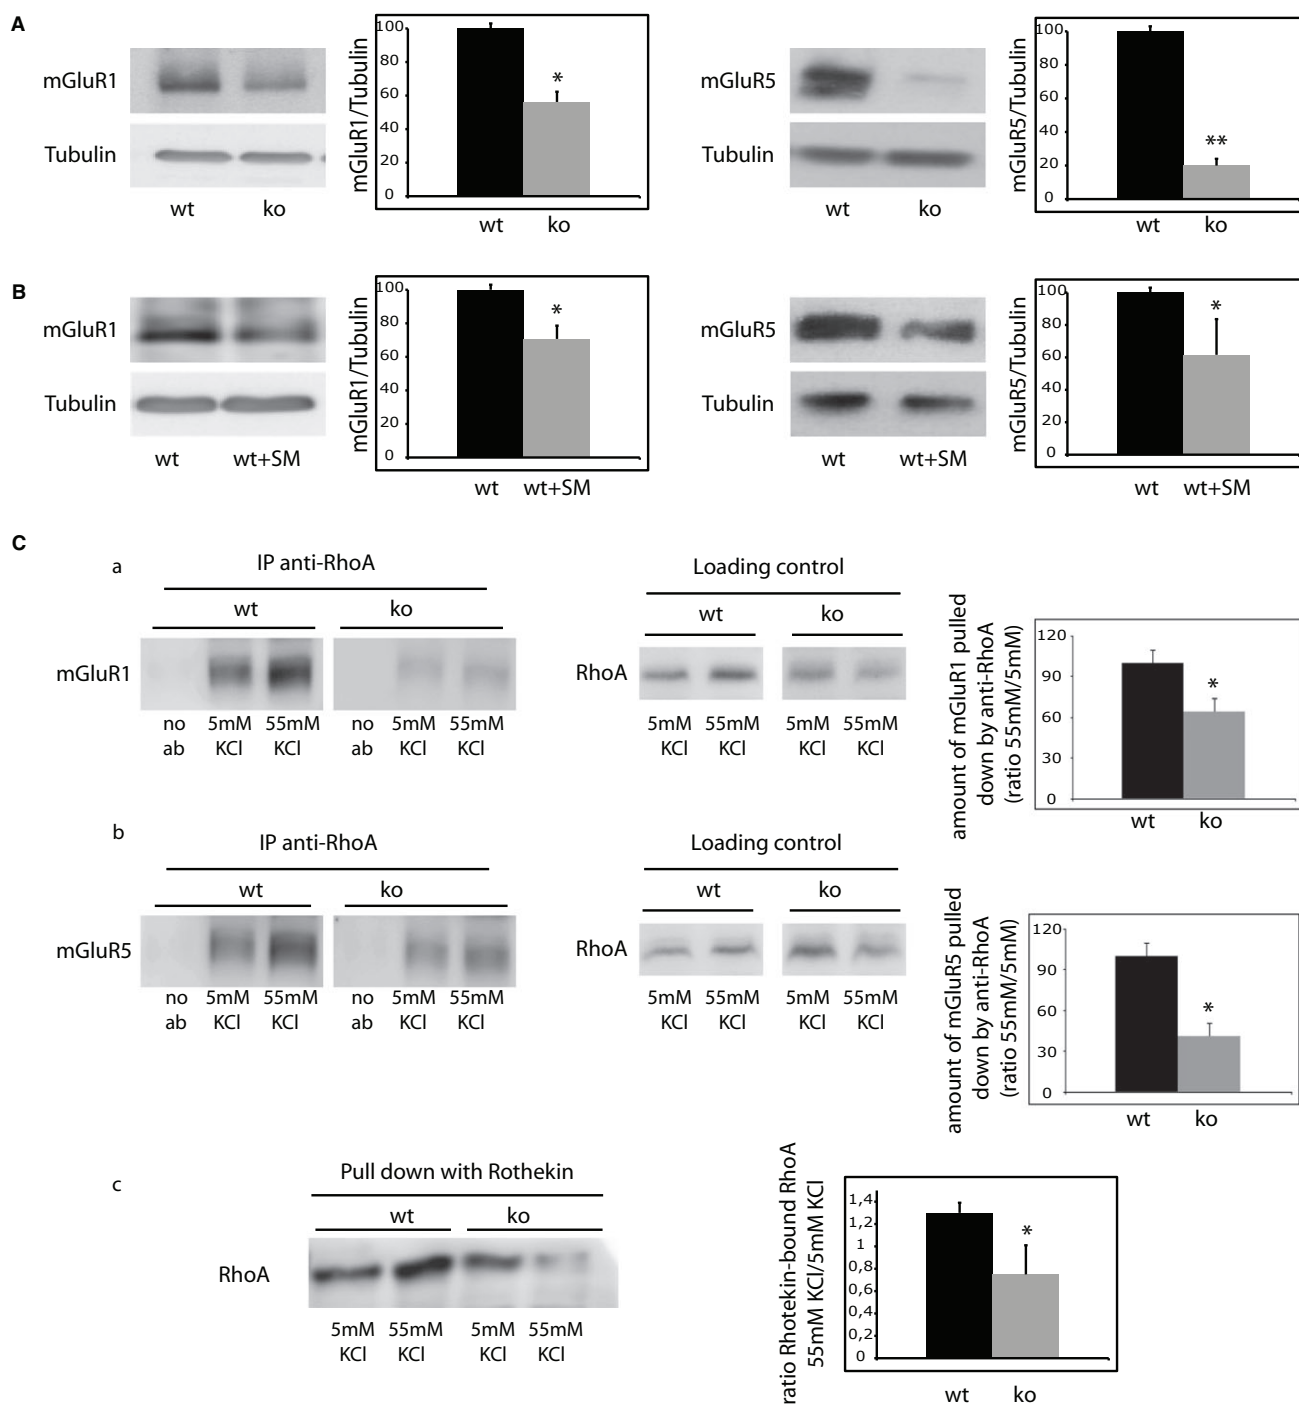 A
mGluR1
Tubulin
wt ko
mGluR1/Tubulin
100
80
60
40
20
0
*
wt ko
mGluR5
Tubulin
wt ko
mGluR5/Tubulin
100
80
60
40
20
0
**
wt ko
B
mGluR1
Tubulin
wt wt+SM
mGluR1/Tubulin
100
80
60
40
20
0
*
wt wt+SM
mGluR5
Tubulin
wt wt+SM
mGluR5/Tubulin
100
80
60
40
20
0
*
wt wt+SM
C
a
IP anti-RhoA
wt ko
mGluR1
no 5mM 55mM no 5mM 55mM
ab KCl KCl ab KCl KCl
Loading control
wt ko
RhoA
5mM 55mM 5mM 55mM
KCl KCl KCl KCl
amount of mGluR1 pulled
down by anti-RhoA
(ratio 55mM/5mM)
120
90
60
30
0
*
wt ko
b
IP anti-RhoA
wt ko
mGluR5
no 5mM 55mM no 5mM 55mM
ab KCl KCl ab KCl KCl
Loading control
wt ko
RhoA
5mM 55mM 5mM 55mM
KCl KCl KCl KCl
amount of mGluR5 pulled
down by anti-RhoA
(ratio 55mM/5mM)
120
90
60
30
0
*
wt ko
c
Pull down with Rothekin
wt ko
RhoA
5mM 55mM 5mM 55mM
KCl KCl KCl KCl
ratio Rhotekin-bound RhoA
55mM KCl/5mM KCl
1,4
1,2
1
0,8
0,6
0,4
0,2
0
*
wt ko